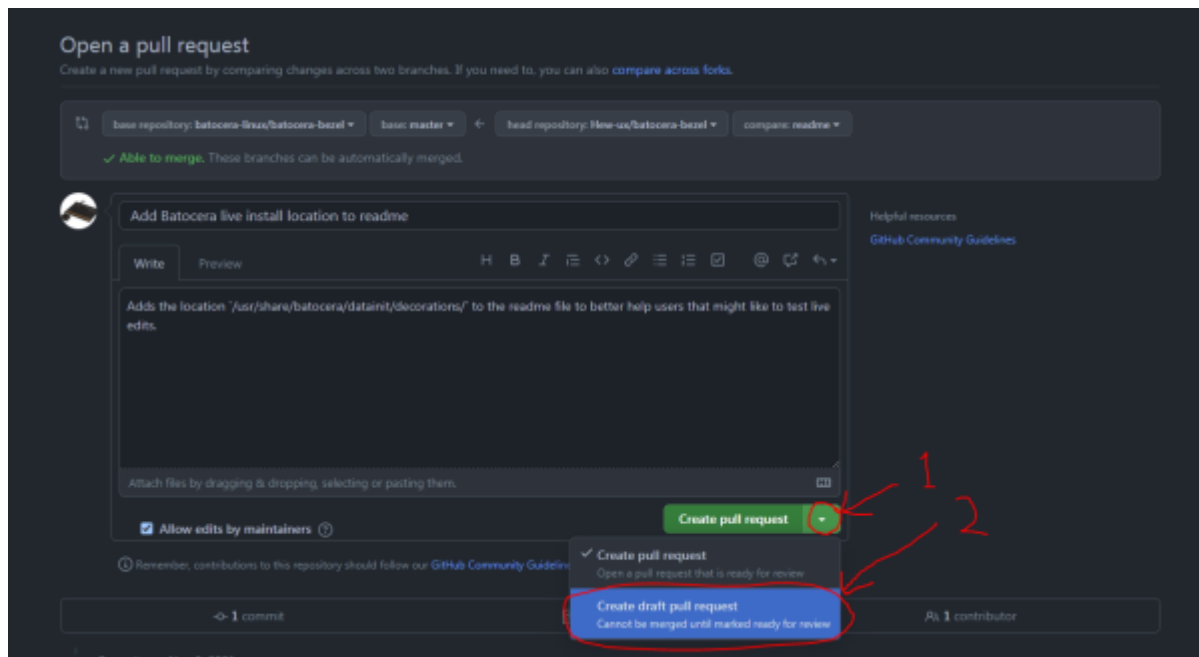 Open a pull request
Create a new pull request by comparing changes across two branches. If you need to, you can also compare across forks.
base repository: batocera-linux/batocera-bezel base: master ← head repository: Hew-ux/batocera-bezel compare: readme
✓ Able to merge. These branches can be automatically merged.
Add Batocera live install location to readme
Helpful resources
GitHub Community Guidelines
Write Preview
H B I <> @
Adds the location `/usr/share/batocera/datainit/decorations/` to the readme file to better help users that might like to test live
edits.
Attach files by dragging & dropping, selecting or pasting them.
1
Allow edits by maintainers
Create pull request
2
✓ Create pull request
Open a pull request that is ready for review
Remember, contributions to this repository should follow our GitHub Community
Create draft pull request
Cannot be merged until marked ready for review
1 commit
1 contributor